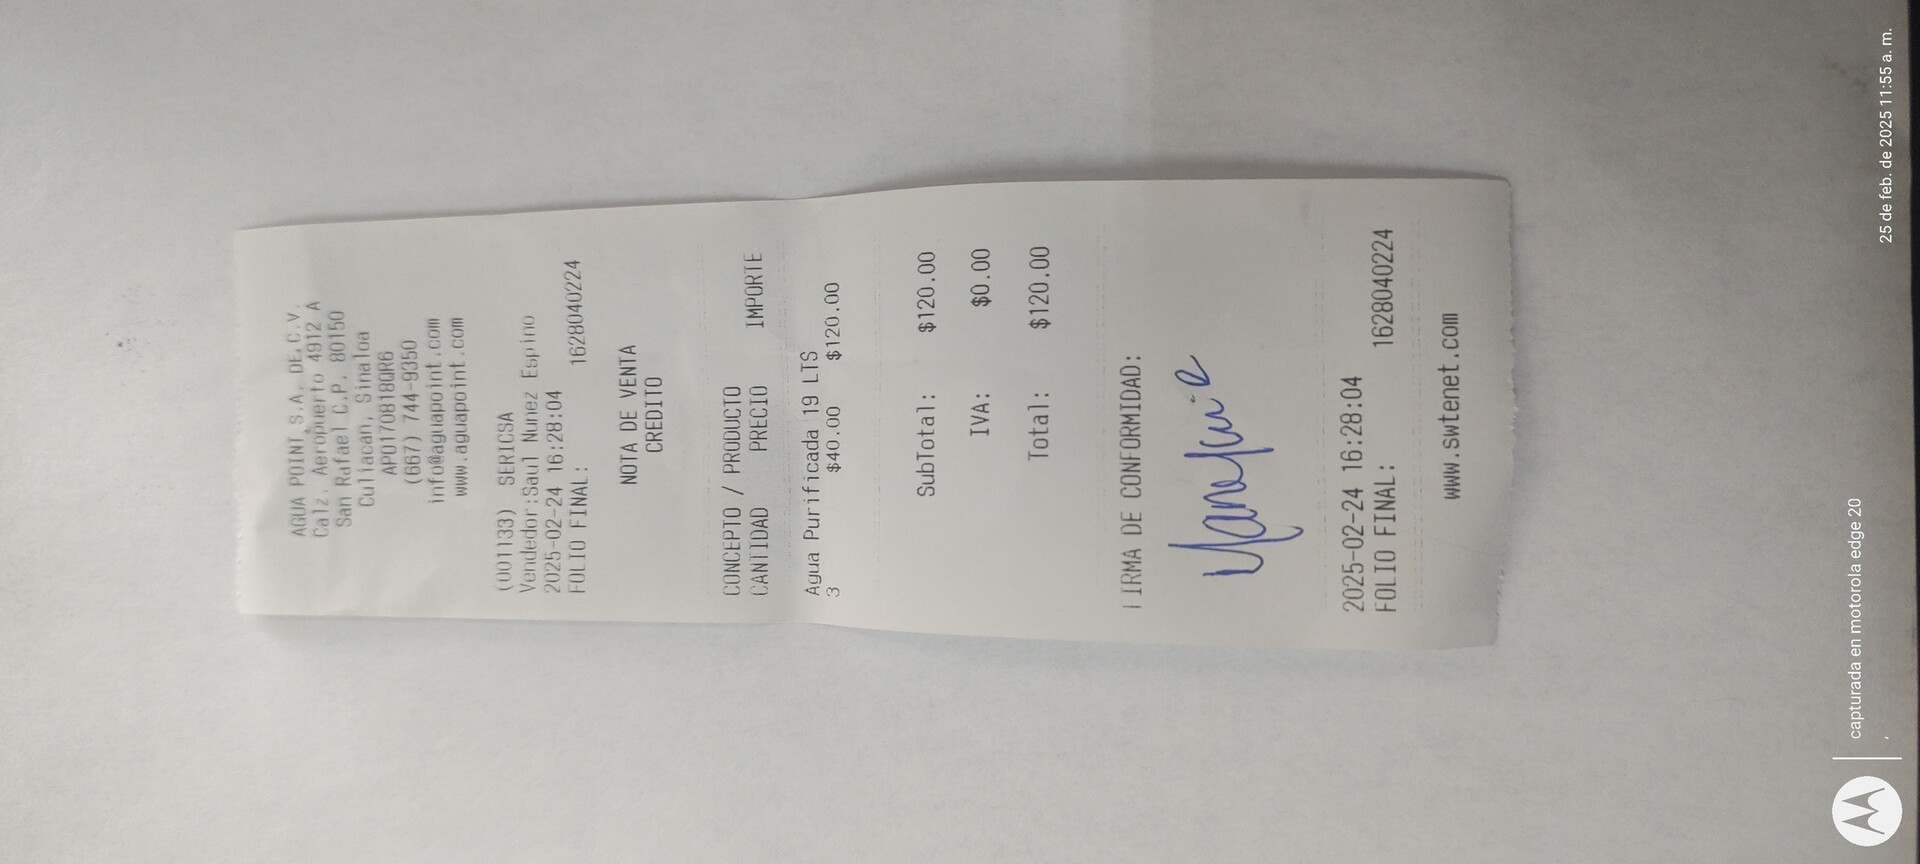 AGUA POINT S.A. DE C.V.
Calz. Aeropuerto 4912 A
San Rafael C.P. 80150
Culiacan, Sinaloa
APO170818QR6
(667) 744-9350
info@aguapoint.com
www.aguapoint.com
(001133) SERICSA
Vendedor:Saul Nunez Espino
2025-02-24 16:28:04
FOLIO FINAL: 1628040224
NOTA DE VENTA
CREDITO
CONCEPTO / PRODUCTO
CANTIDAD PRECIO IMPORTE
Agua Purificada 19 LTS
3 $40.00 $120.00
SubTotal: $120.00
IVA: $0.00
Total: $120.00
FIRMA DE CONFORMIDAD:
2025-02-24 16:28:04
FOLIO FINAL: 1628040224
www.swtenet.com
capturada en motorola edge 20
25 de feb. de 2025 11:55 a. m.